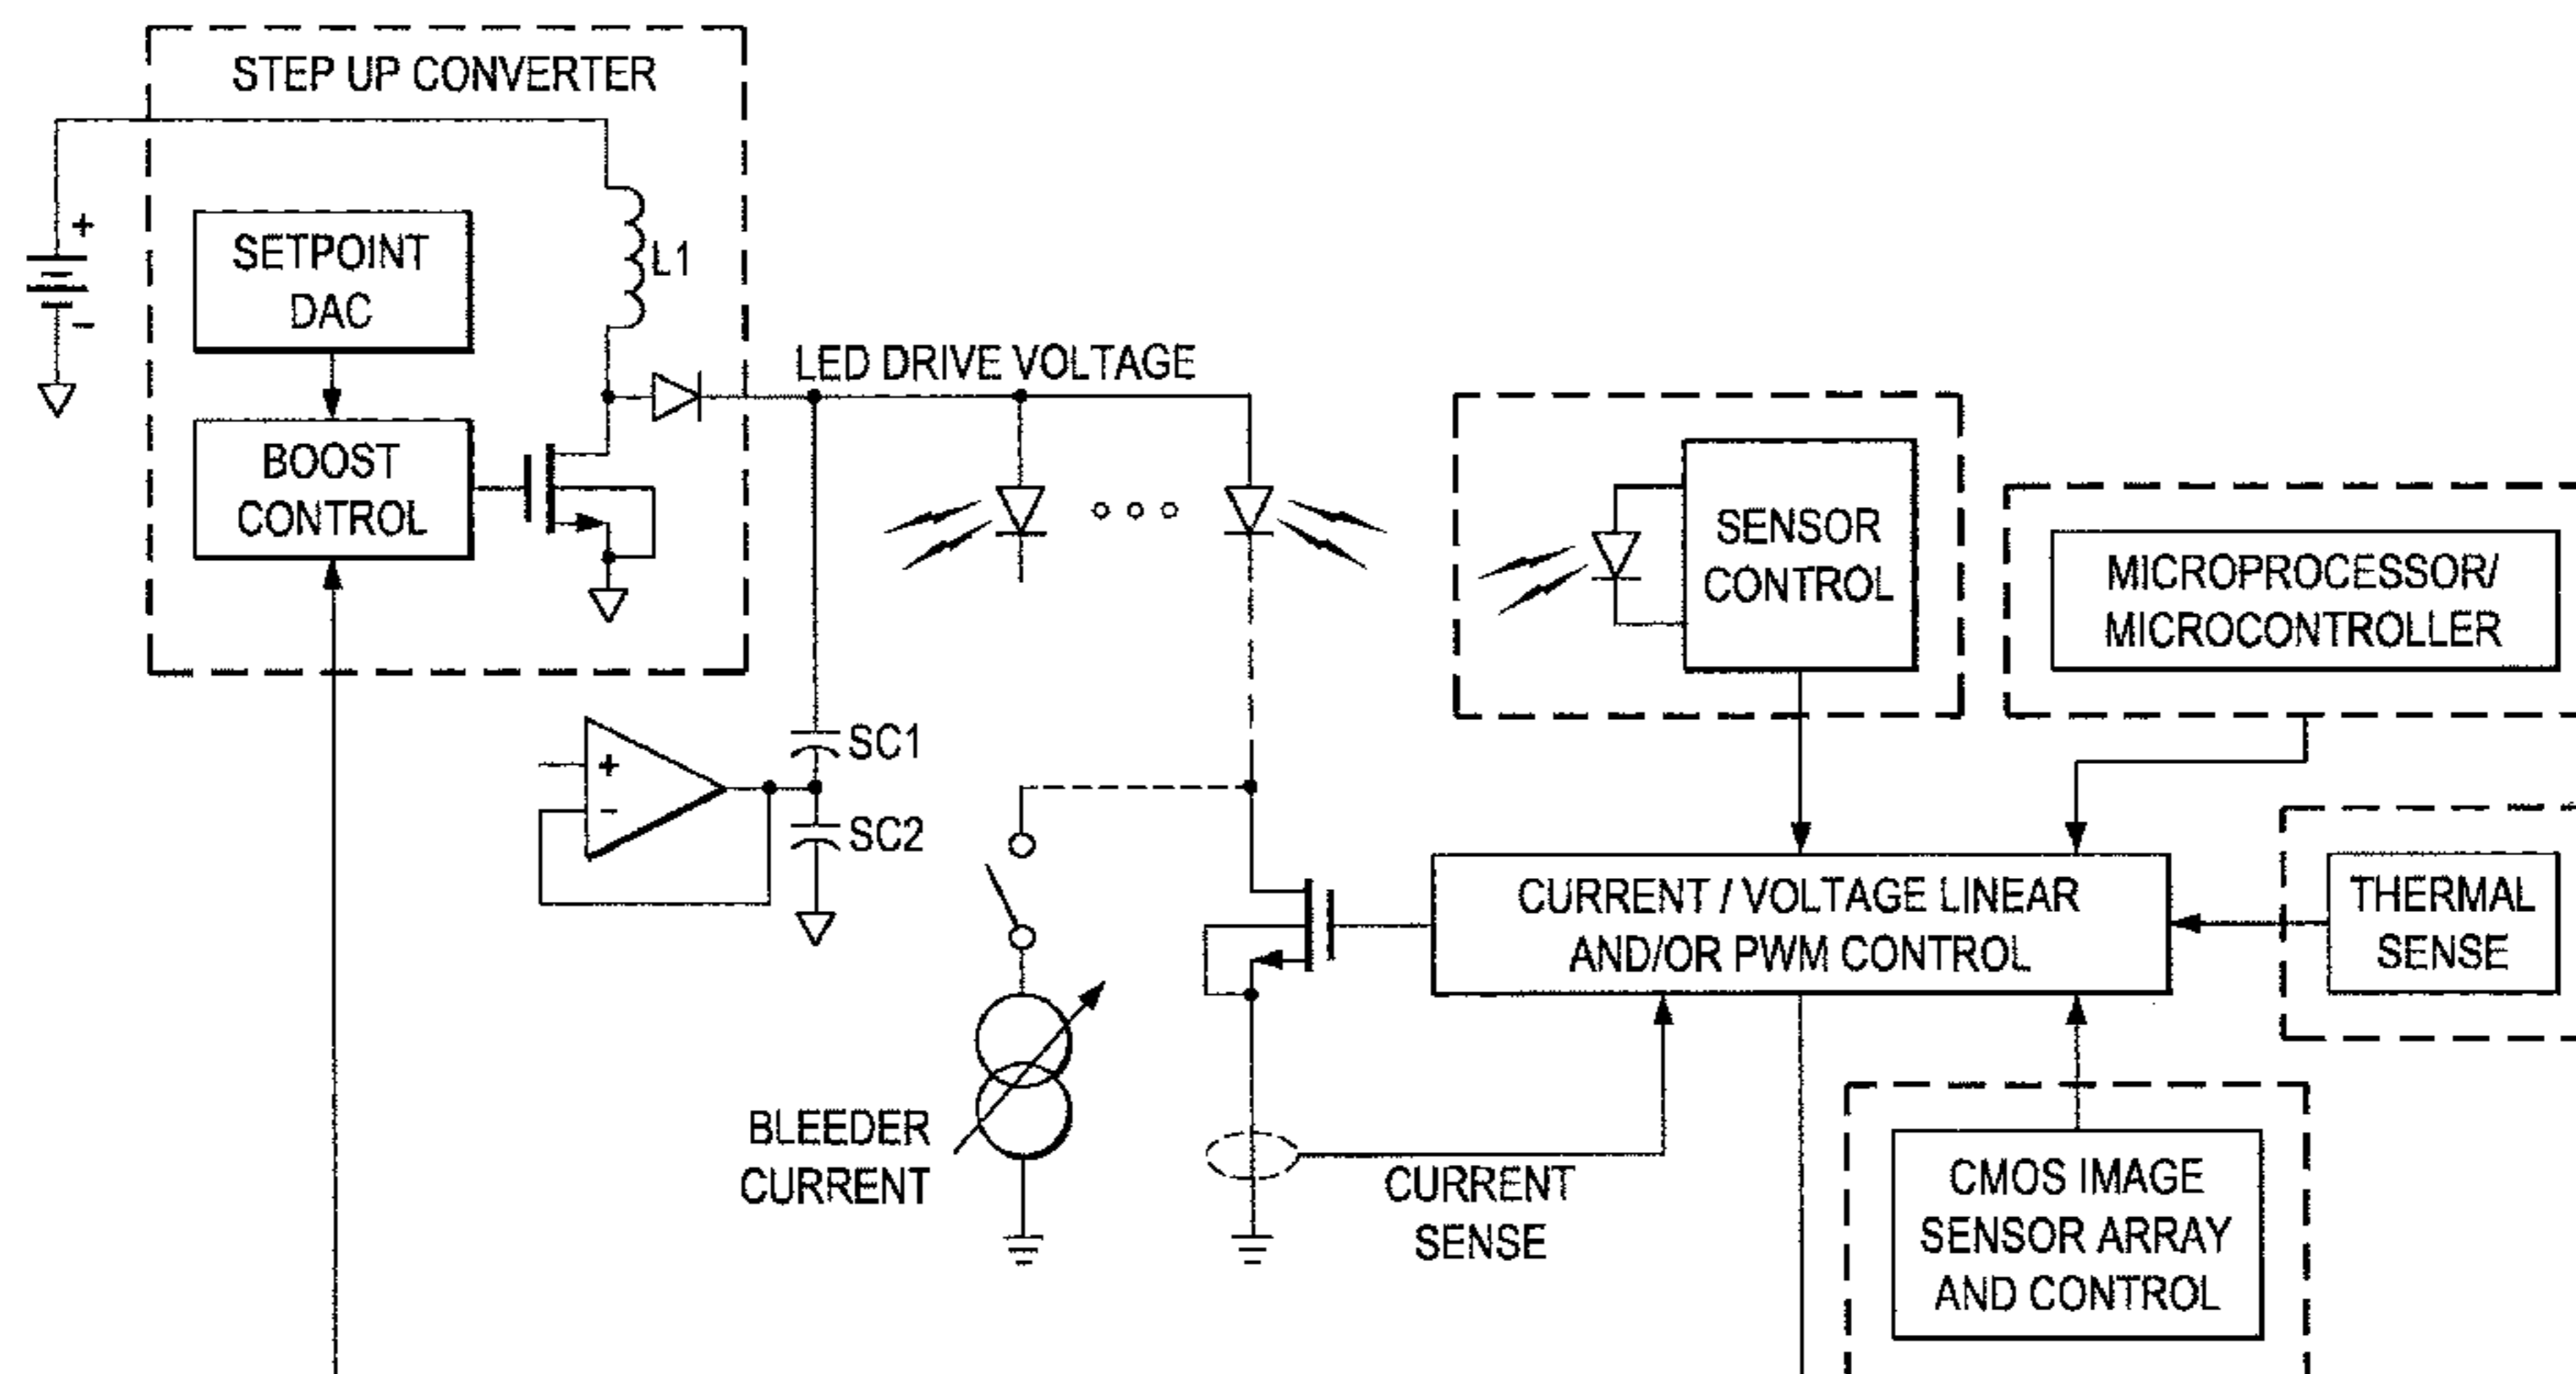 STEP UP CONVERTER
+
-
SETPOINT
DAC
L1
BOOST
CONTROL
LED DRIVE VOLTAGE
SENSOR
CONTROL
MICROPROCESSOR/
MICROCONTROLLER
+
-
SC1
SC2
CURRENT / VOLTAGE LINEAR
AND/OR PWM CONTROL
THERMAL
SENSE
BLEEDER
CURRENT
CURRENT
SENSE
CMOS IMAGE
SENSOR ARRAY
AND CONTROL